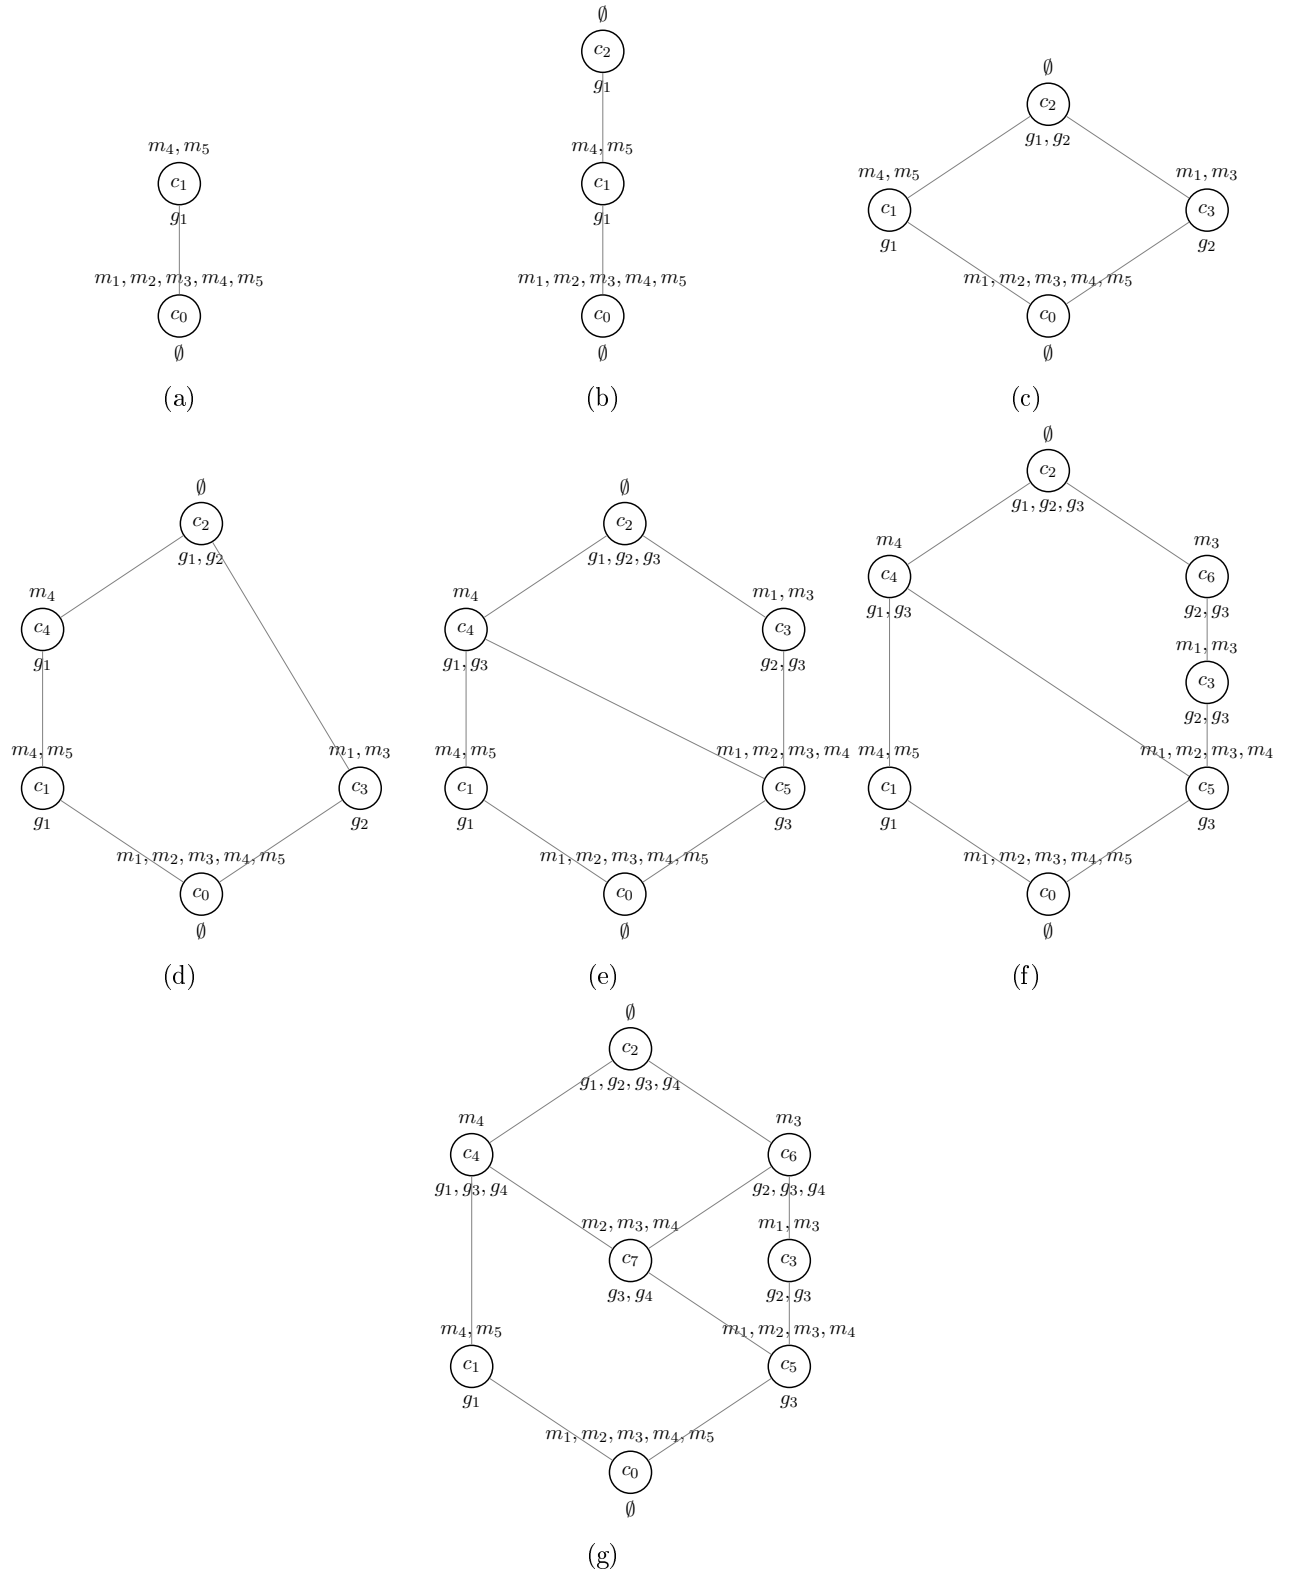 ∅
c₂
g₁
m₄, m₅
c₁
g₁
m₁, m₂, m₃, m₄, m₅
c₀
∅
(a)
m₄, m₅
c₁
g₁
m₁, m₂, m₃, m₄, m₅
c₀
∅
(b)
∅
c₂
g₁, g₂
m₄, m₅
c₁
g₁
m₁, m₃
c₃
g₂
m₁, m₂, m₃, m₄, m₅
c₀
∅
(c)
∅
c₂
g₁, g₂
m₄
c₄
g₁
m₄, m₅
c₁
g₁
m₁, m₃
c₃
g₂
m₁, m₂, m₃, m₄, m₅
c₀
∅
(d)
∅
c₂
g₁, g₂, g₃
m₄
c₄
g₁, g₃
m₁, m₃
c₃
g₂, g₃
m₄, m₅
c₁
g₁
m₁, m₂, m₃, m₄
c₅
g₃
m₁, m₂, m₃, m₄, m₅
c₀
∅
(e)
∅
c₂
g₁, g₂, g₃
m₄
c₄
g₁, g₃
m₃
c₆
g₂, g₃
m₁, m₃
c₃
g₂, g₃
m₄, m₅
c₁
g₁
m₁, m₂, m₃, m₄
c₅
g₃
m₁, m₂, m₃, m₄, m₅
c₀
∅
(f)
∅
c₂
g₁, g₂, g₃, g₄
m₄
c₄
g₁, g₃, g₄
m₃
c₆
g₂, g₃, g₄
m₂, m₃, m₄
c₇
g₃, g₄
m₁, m₃
c₃
g₂, g₃
m₄, m₅
c₁
g₁
m₁, m₂, m₃, m₄
c₅
g₃
m₁, m₂, m₃, m₄, m₅
c₀
∅
(g)